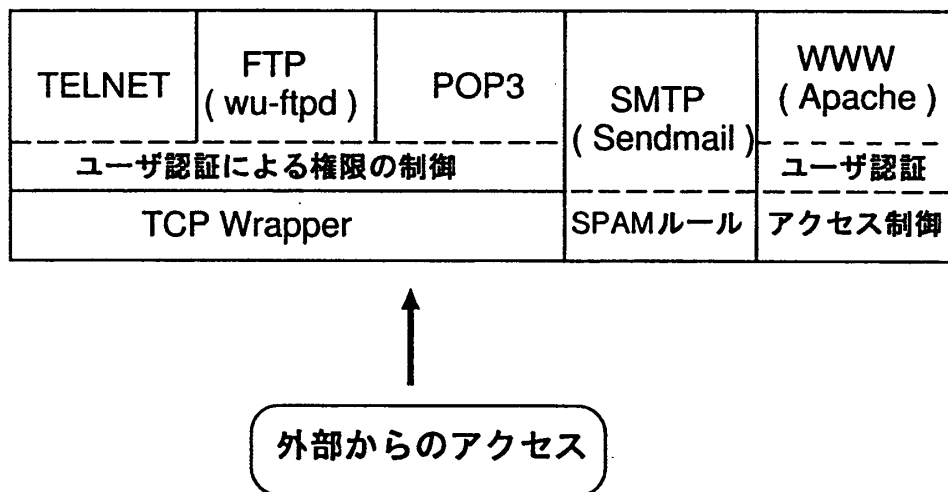 TELNET
FTP
( wu-ftpd )
POP3
SMTP
( Sendmail )
WWW
( Apache )
ユーザ認証による権限の制御
ユーザ認証
TCP Wrapper
SPAMルール
アクセス制御
外部からのアクセス